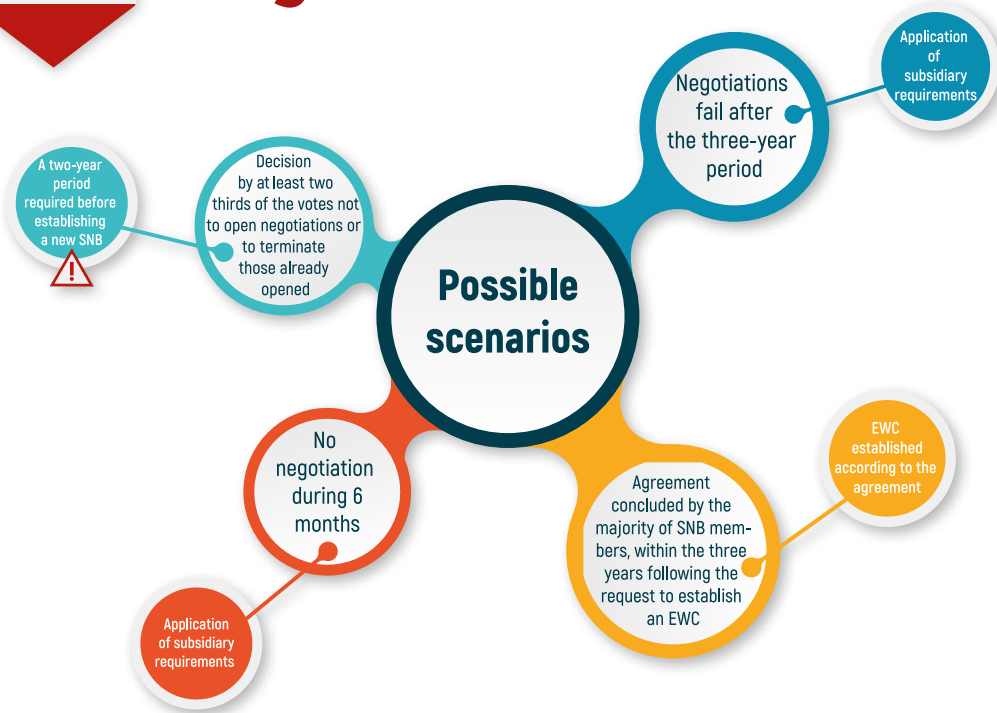 Application
of
subsidiary
requirements
Negotiations
fail after
the three-year
period
A two-year
period
required before
establishing
a new SNB
Decision
by at least two
thirds of the votes not
to open negotiations or
to terminate
those already
opened
Possible
scenarios
No
negotiation
during 6
months
Application
of subsidiary
requirements
Agreement
concluded by the
majority of SNB mem-
bers, within the three
years following the
request to establish
an EWC
EWC
established
according to the
agreement